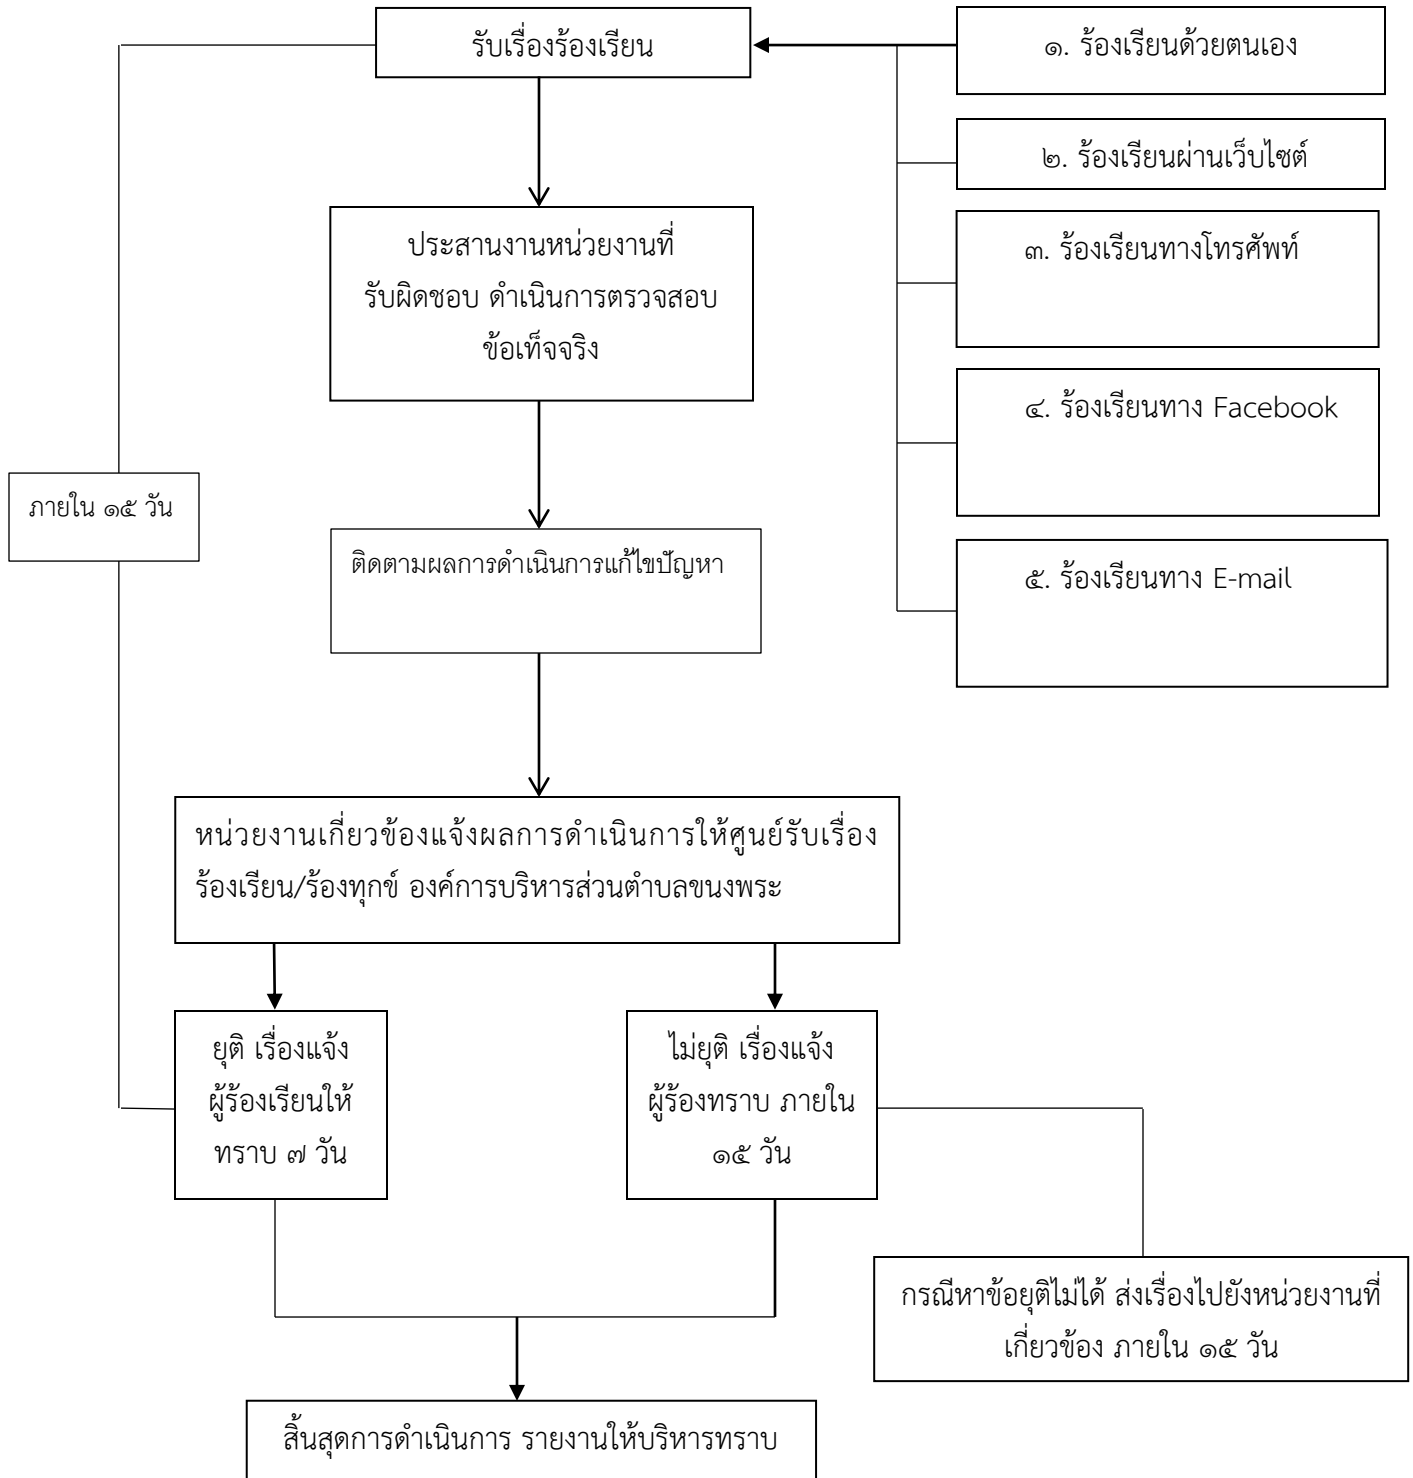 รับเรื่องร้องเรียน
๑. ร้องเรียนด้วยตนเอง
๒. ร้องเรียนผ่านเว็บไซต์
๓. ร้องเรียนทางโทรศัพท์
๔. ร้องเรียนทาง Facebook
๕. ร้องเรียนทาง E-mail
ประสานงานหน่วยงานที่
รับผิดชอบ ดำเนินการตรวจสอบ
ข้อเท็จจริง
ภายใน ๑๕ วัน
ติดตามผลการดำเนินการแก้ไขปัญหา
หน่วยงานเกี่ยวข้องแจ้งผลการดำเนินการให้ศูนย์รับเรื่อง
ร้องเรียน/ร้องทุกข์ องค์การบริหารส่วนตำบลขนงพระ
ยุติ เรื่องแจ้ง
ผู้ร้องเรียนให้
ทราบ ๗ วัน
ไม่ยุติ เรื่องแจ้ง
ผู้ร้องทราบ ภายใน
๑๕ วัน
กรณีหาข้อยุติไม่ได้ ส่งเรื่องไปยังหน่วยงานที่
เกี่ยวข้อง ภายใน ๑๕ วัน
สิ้นสุดการดำเนินการ รายงานให้บริหารทราบ